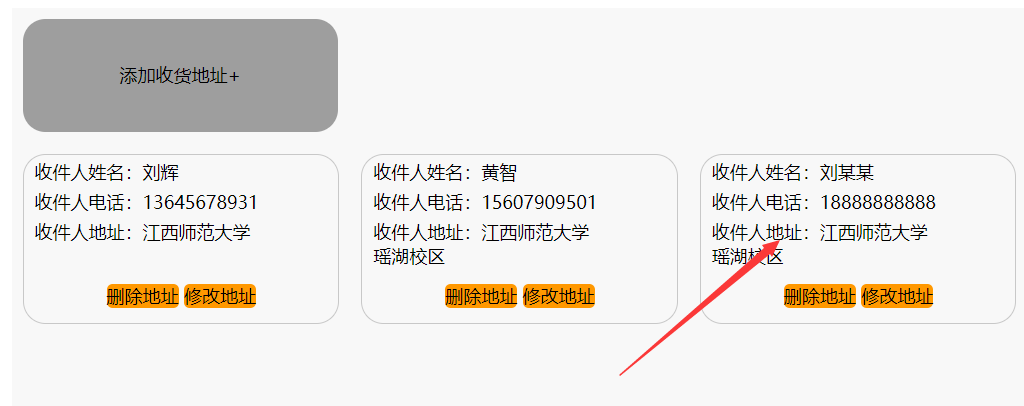 添加收货地址+
收件人姓名：刘辉
收件人电话：13645678931
收件人地址：江西师范大学
删除地址 修改地址
收件人姓名：黄智
收件人电话：15607909501
收件人地址：江西师范大学
瑶湖校区
删除地址 修改地址
收件人姓名：刘某某
收件人电话：18888888888
收件人地址：江西师范大学
瑶湖校区
删除地址 修改地址